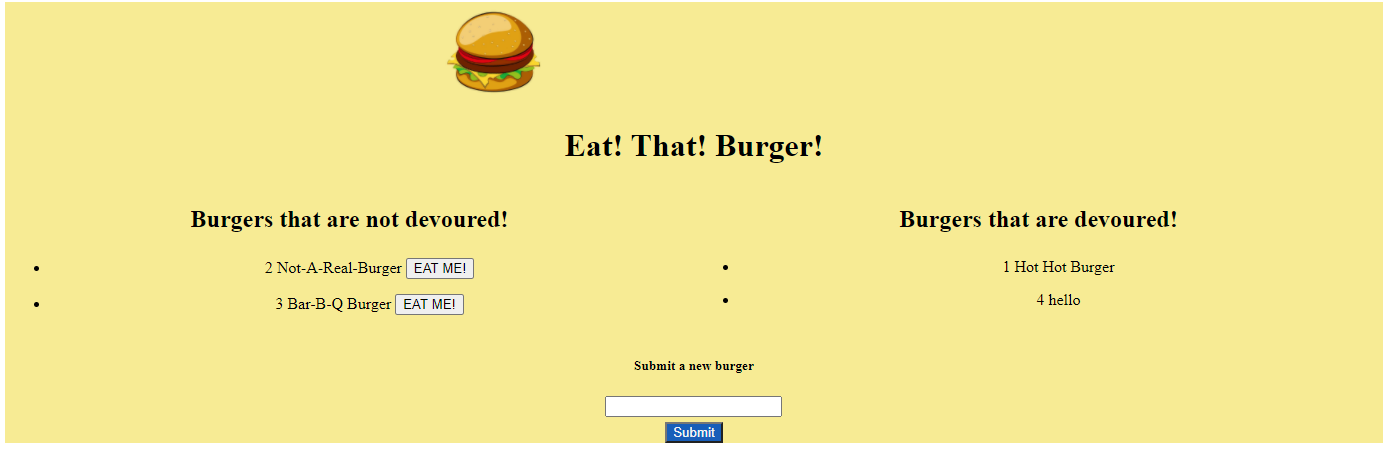 Eat! That! Burger!
Burgers that are not devoured!
2 Not-A-Real-Burger EAT ME!
3 Bar-B-Q Burger EAT ME!
Burgers that are devoured!
1 Hot Hot Burger
4 hello
Submit a new burger
Submit